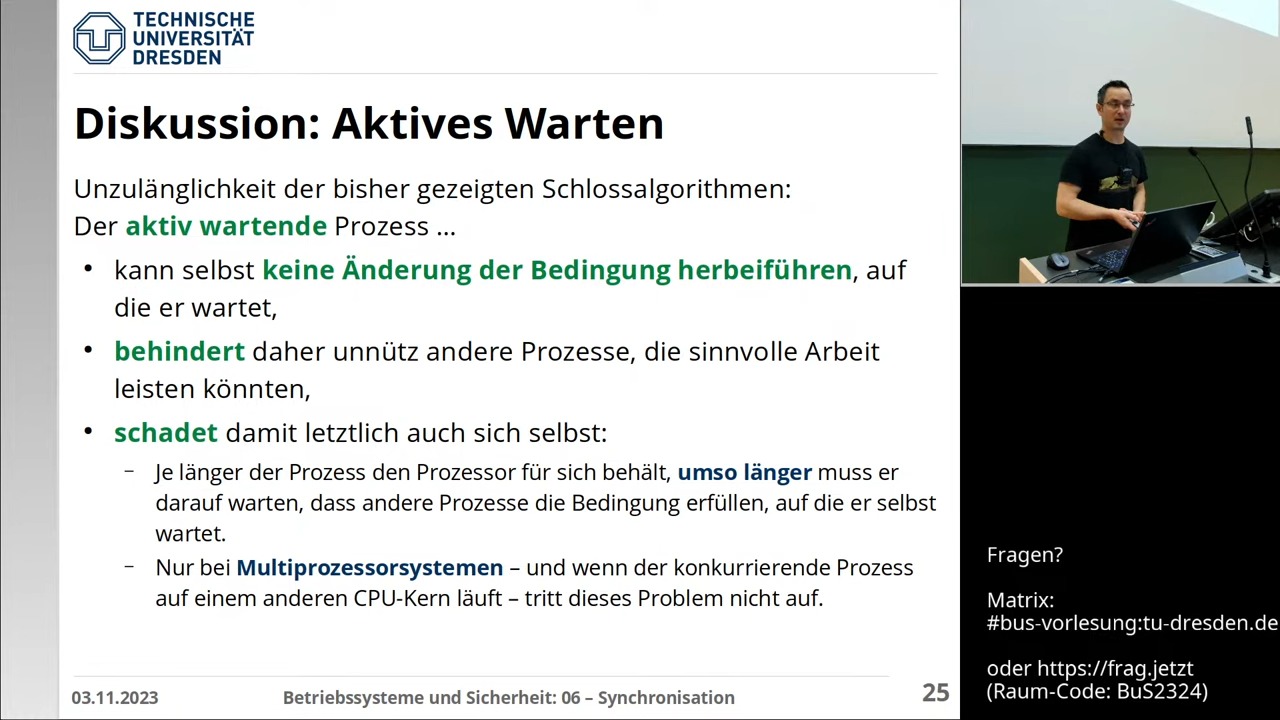 TECHNISCHE
UNIVERSITÄT
DRESDEN
Diskussion: Aktives Warten
Unzulänglichkeit der bisher gezeigten Schlossalgorithmen:
Der aktiv wartende Prozess ...
• kann selbst keine Änderung der Bedingung herbeiführen, auf
die er wartet,
• behindert daher unnütz andere Prozesse, die sinnvolle Arbeit
leisten könnten,
• schadet damit letztlich auch sich selbst:
– Je länger der Prozess den Prozessor für sich behält, umso länger muss er
darauf warten, dass andere Prozesse die Bedingung erfüllen, auf die er selbst
wartet.
– Nur bei Multiprozessorsystemen – und wenn der konkurrierende Prozess
auf einem anderen CPU-Kern läuft – tritt dieses Problem nicht auf.
03.11.2023
Betriebssysteme und Sicherheit: 06 – Synchronisation
25
Fragen?
Matrix:
#bus-vorlesung:tu-dresden.de
oder https://frag.jetzt
(Raum-Code: BuS2324)